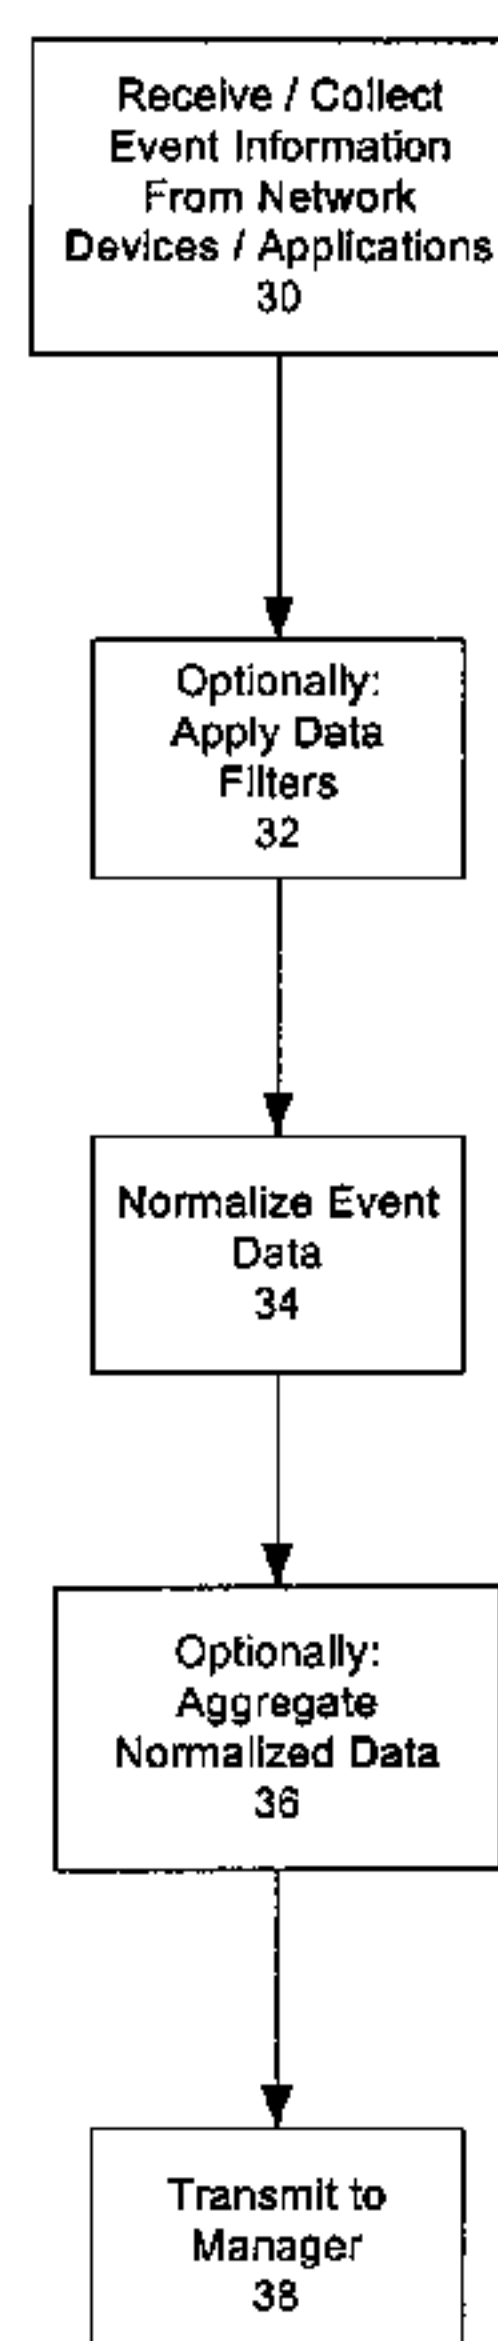 Receive / Collect
Event Information
From Network
Devices / Applications
30
Optionally:
Apply Data
Filters
32
Normalize Event
Data
34
Optionally:
Aggregate
Normalized Data
36
Transmit to
Manager
38